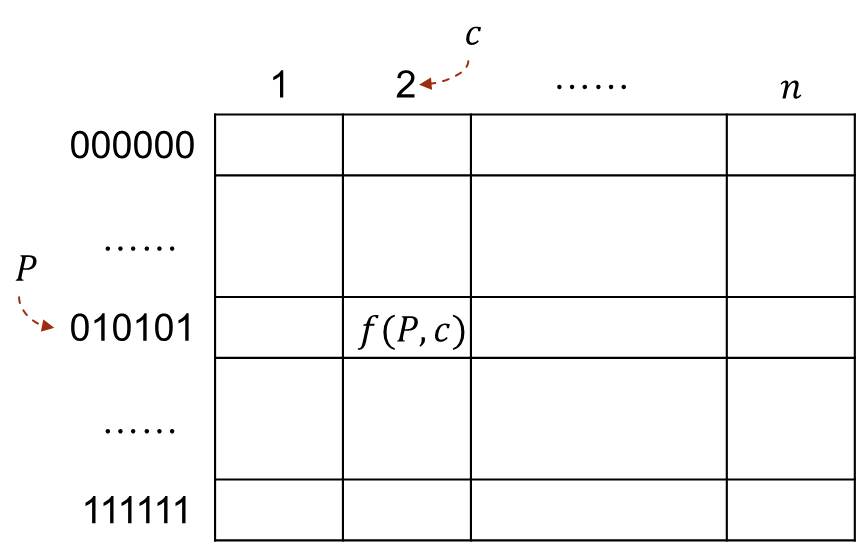 c
1 2 …… n
000000
……
P
010101 f(P, c)
……
111111